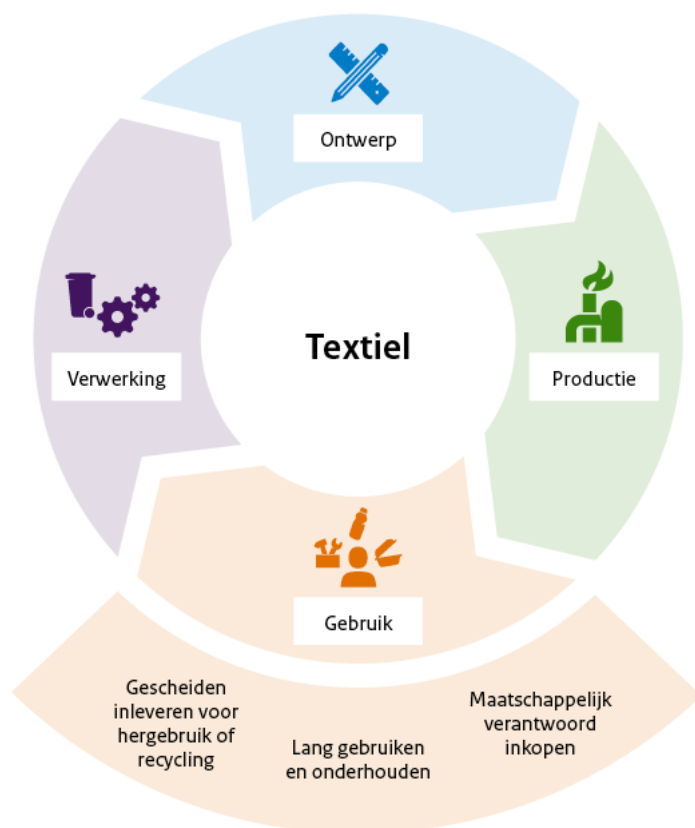 Ontwerp
Textiel
Verwerking
Productie
Gebruik
Gescheiden
inleveren voor
hergebruik of
recycling
Lang gebruiken
en onderhouden
Maatschappelijk
verantwoord
inkopen